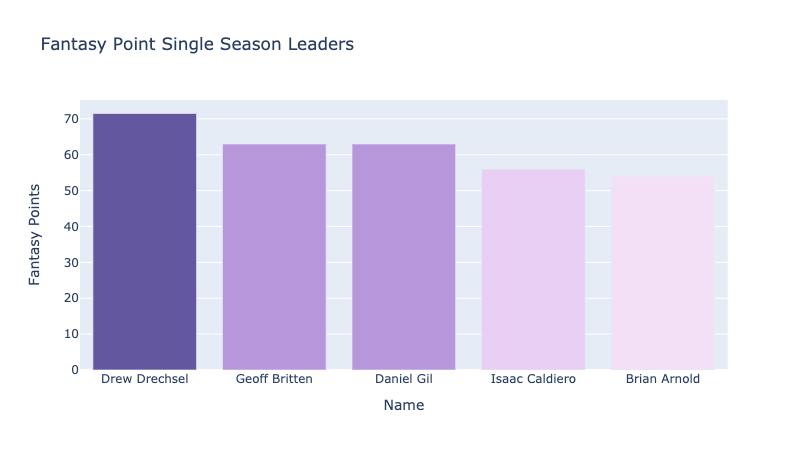 Fantasy Point Single Season Leaders
70
60
50
40
30
20
10
0
Fantasy Points
Drew Drechsel
Geoff Britten
Daniel Gil
Isaac Caldiero
Brian Arnold
Name